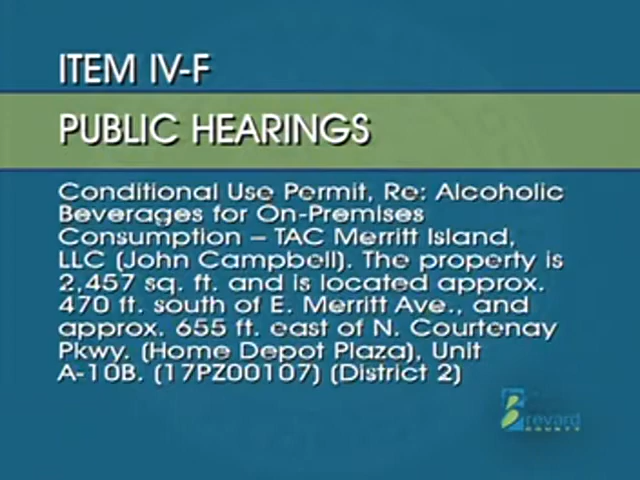 ITEM IV-F
PUBLIC HEARINGS
Conditional Use Permit, Re: Alcoholic
Beverages for On-Premises
Consumption – TAC Merritt Island,
LLC (John Campbell). The property is
2,457 sq. ft. and is located approx.
470 ft. south of E. Merritt Ave., and
approx. 655 ft. east of N. Courtenay
Pkwy. (Home Depot Plaza), Unit
A-10B. (17PZ00107) (District 2)
Brevard
COUNTY